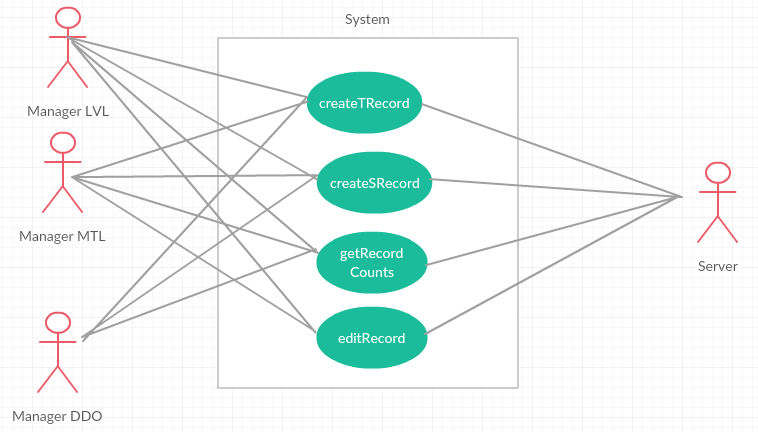 System
Manager LVL
createTRecord
createSRecord
Manager MTL
getRecord
Counts
Server
editRecord
Manager DDO